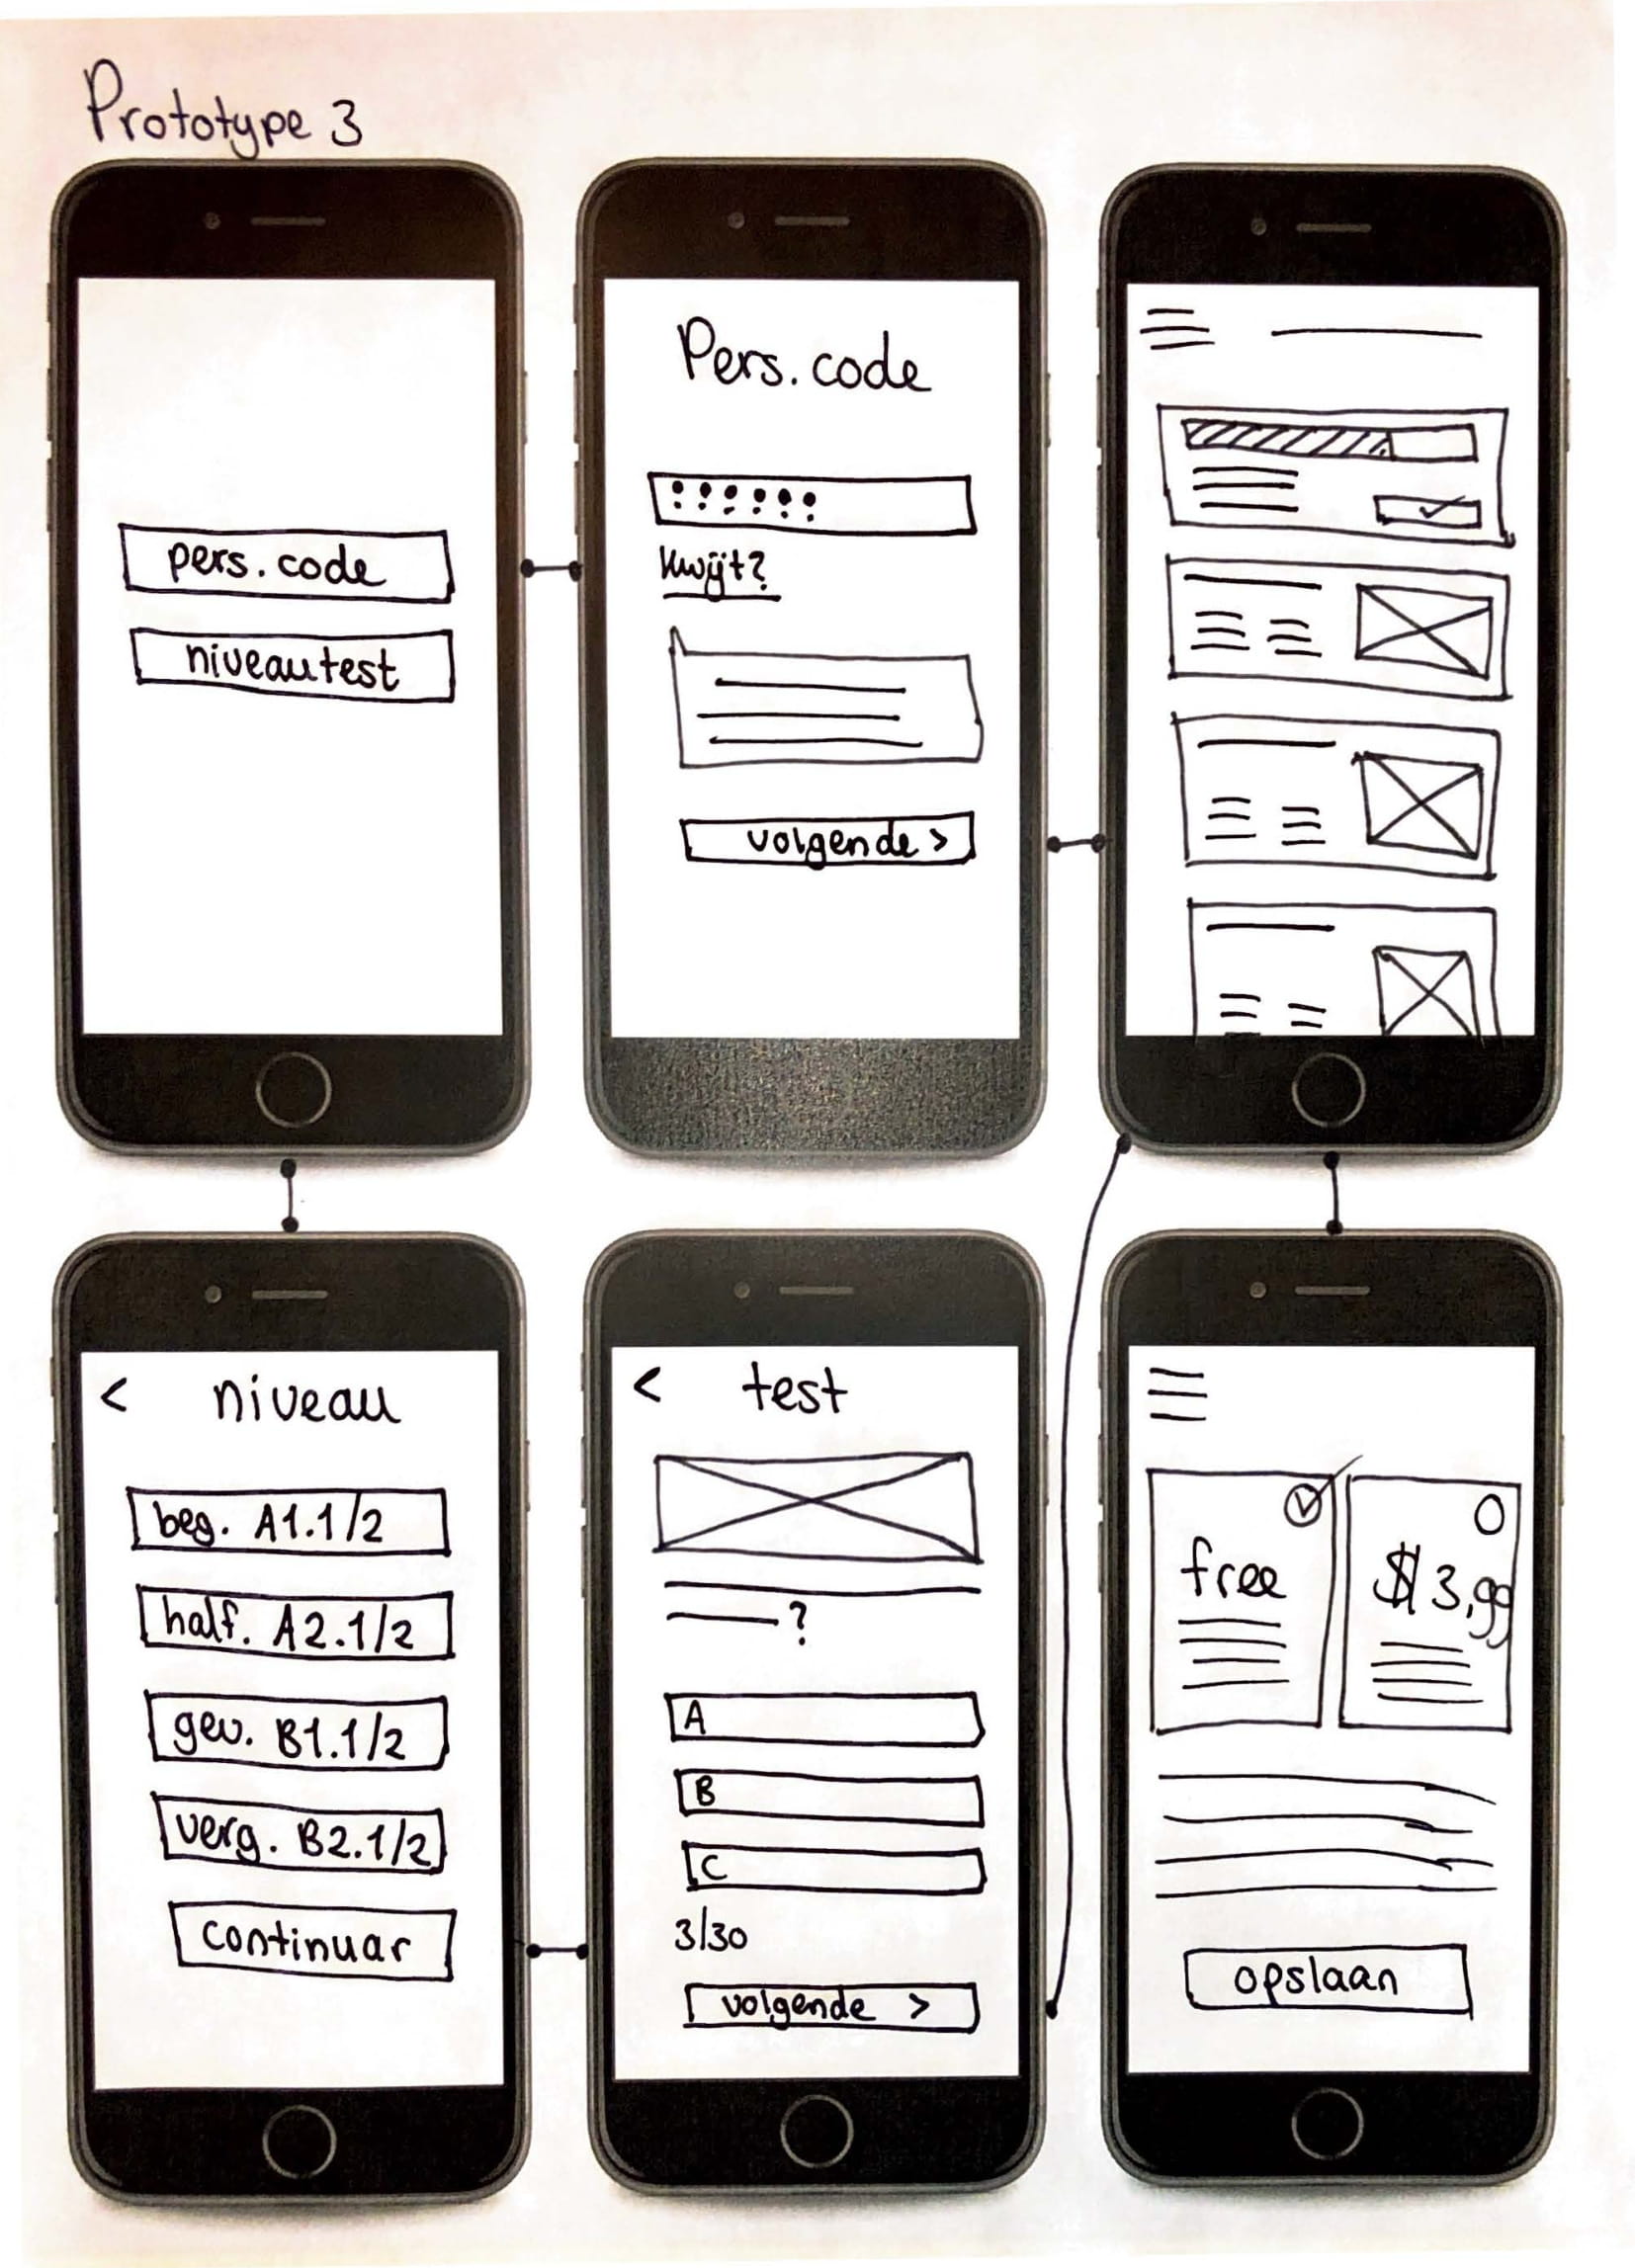 Prototype 3
pers. code
niveautest
Pers. code
kwijt?
volgende >
< niveau
beg. A1.1/2
half. A2.1/2
gev. B1.1/2
verg. B2.1/2
continuar
< test
?
A
B
C
3/30
volgende >
free
$3,99
opslaan